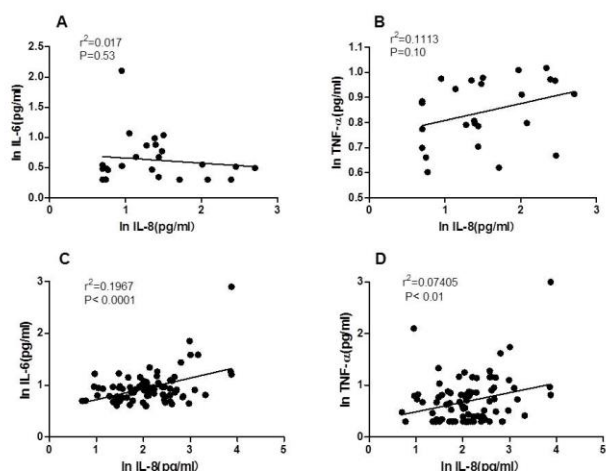 A
r²=0.017
P=0.53
ln IL-6(pg/ml)
2.5
2.0
1.5
1.0
0.5
0.0
0
1
2
3
ln IL-8(pg/ml)
B
r²=0.1113
P=0.10
ln TNF-α(pg/ml)
1.1
1.0
0.9
0.8
0.7
0.6
0.5
0
1
2
3
ln IL-8(pg/ml)
C
r²=0.1967
P< 0.0001
ln IL-6(pg/ml)
3
2
1
0
0
1
2
3
4
5
ln IL-8(pg/ml)
D
r²=0.07405
P< 0.01
ln TNF-α(pg/ml)
3
2
1
0
0
1
2
3
4
5
ln IL-8(pg/ml)